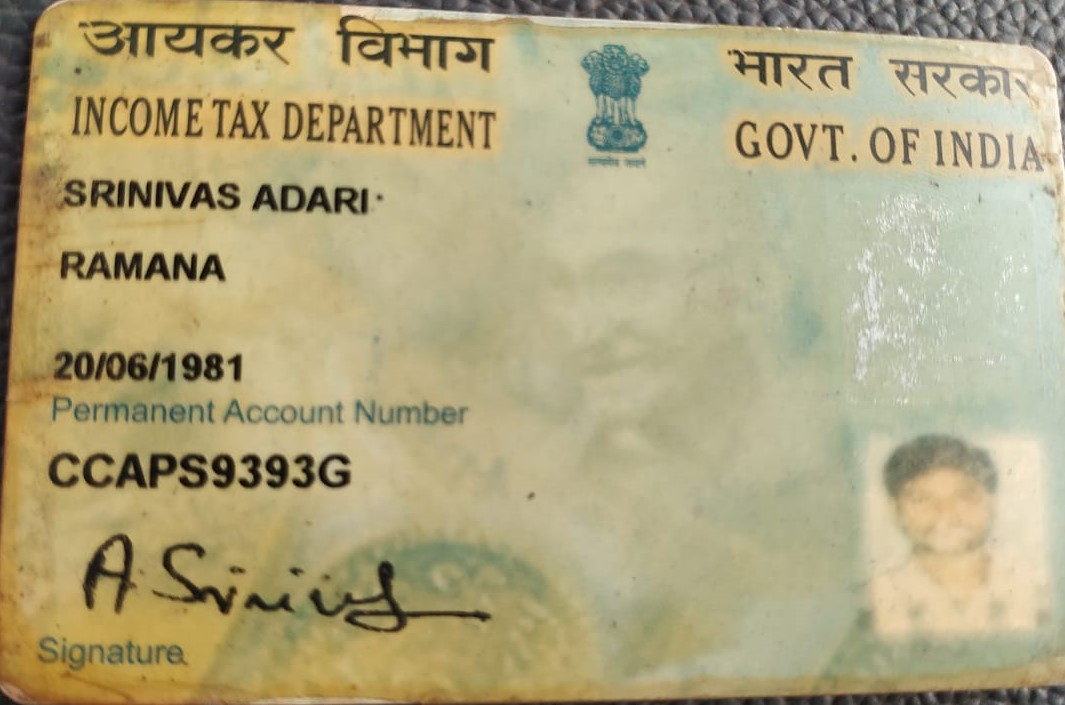 आयकर विभाग
INCOME TAX DEPARTMENT
भारत सरकार
GOVT. OF INDIA
SRINIVAS ADARI
RAMANA
20/06/1981
Permanent Account Number
CCAPS9393G
A. Srinivas
Signature